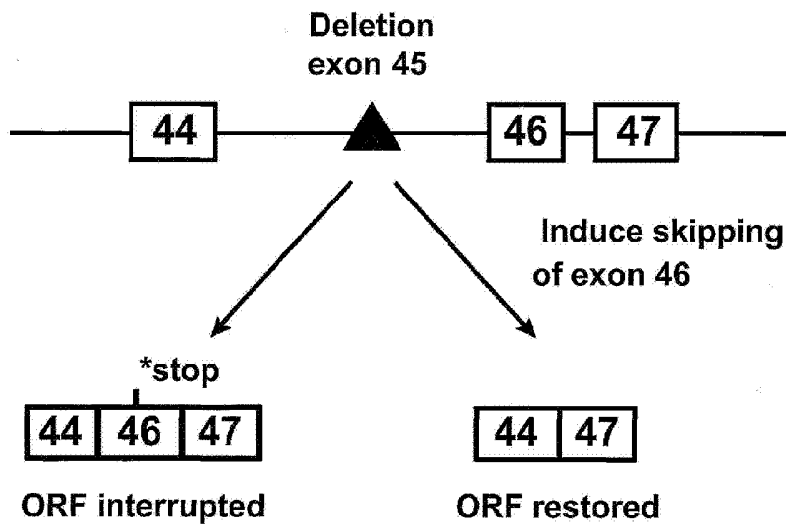 Deletion
exon 45
44
46
47
Induce skipping
of exon 46
*stop
44
46
47
44
47
ORF interrupted
ORF restored